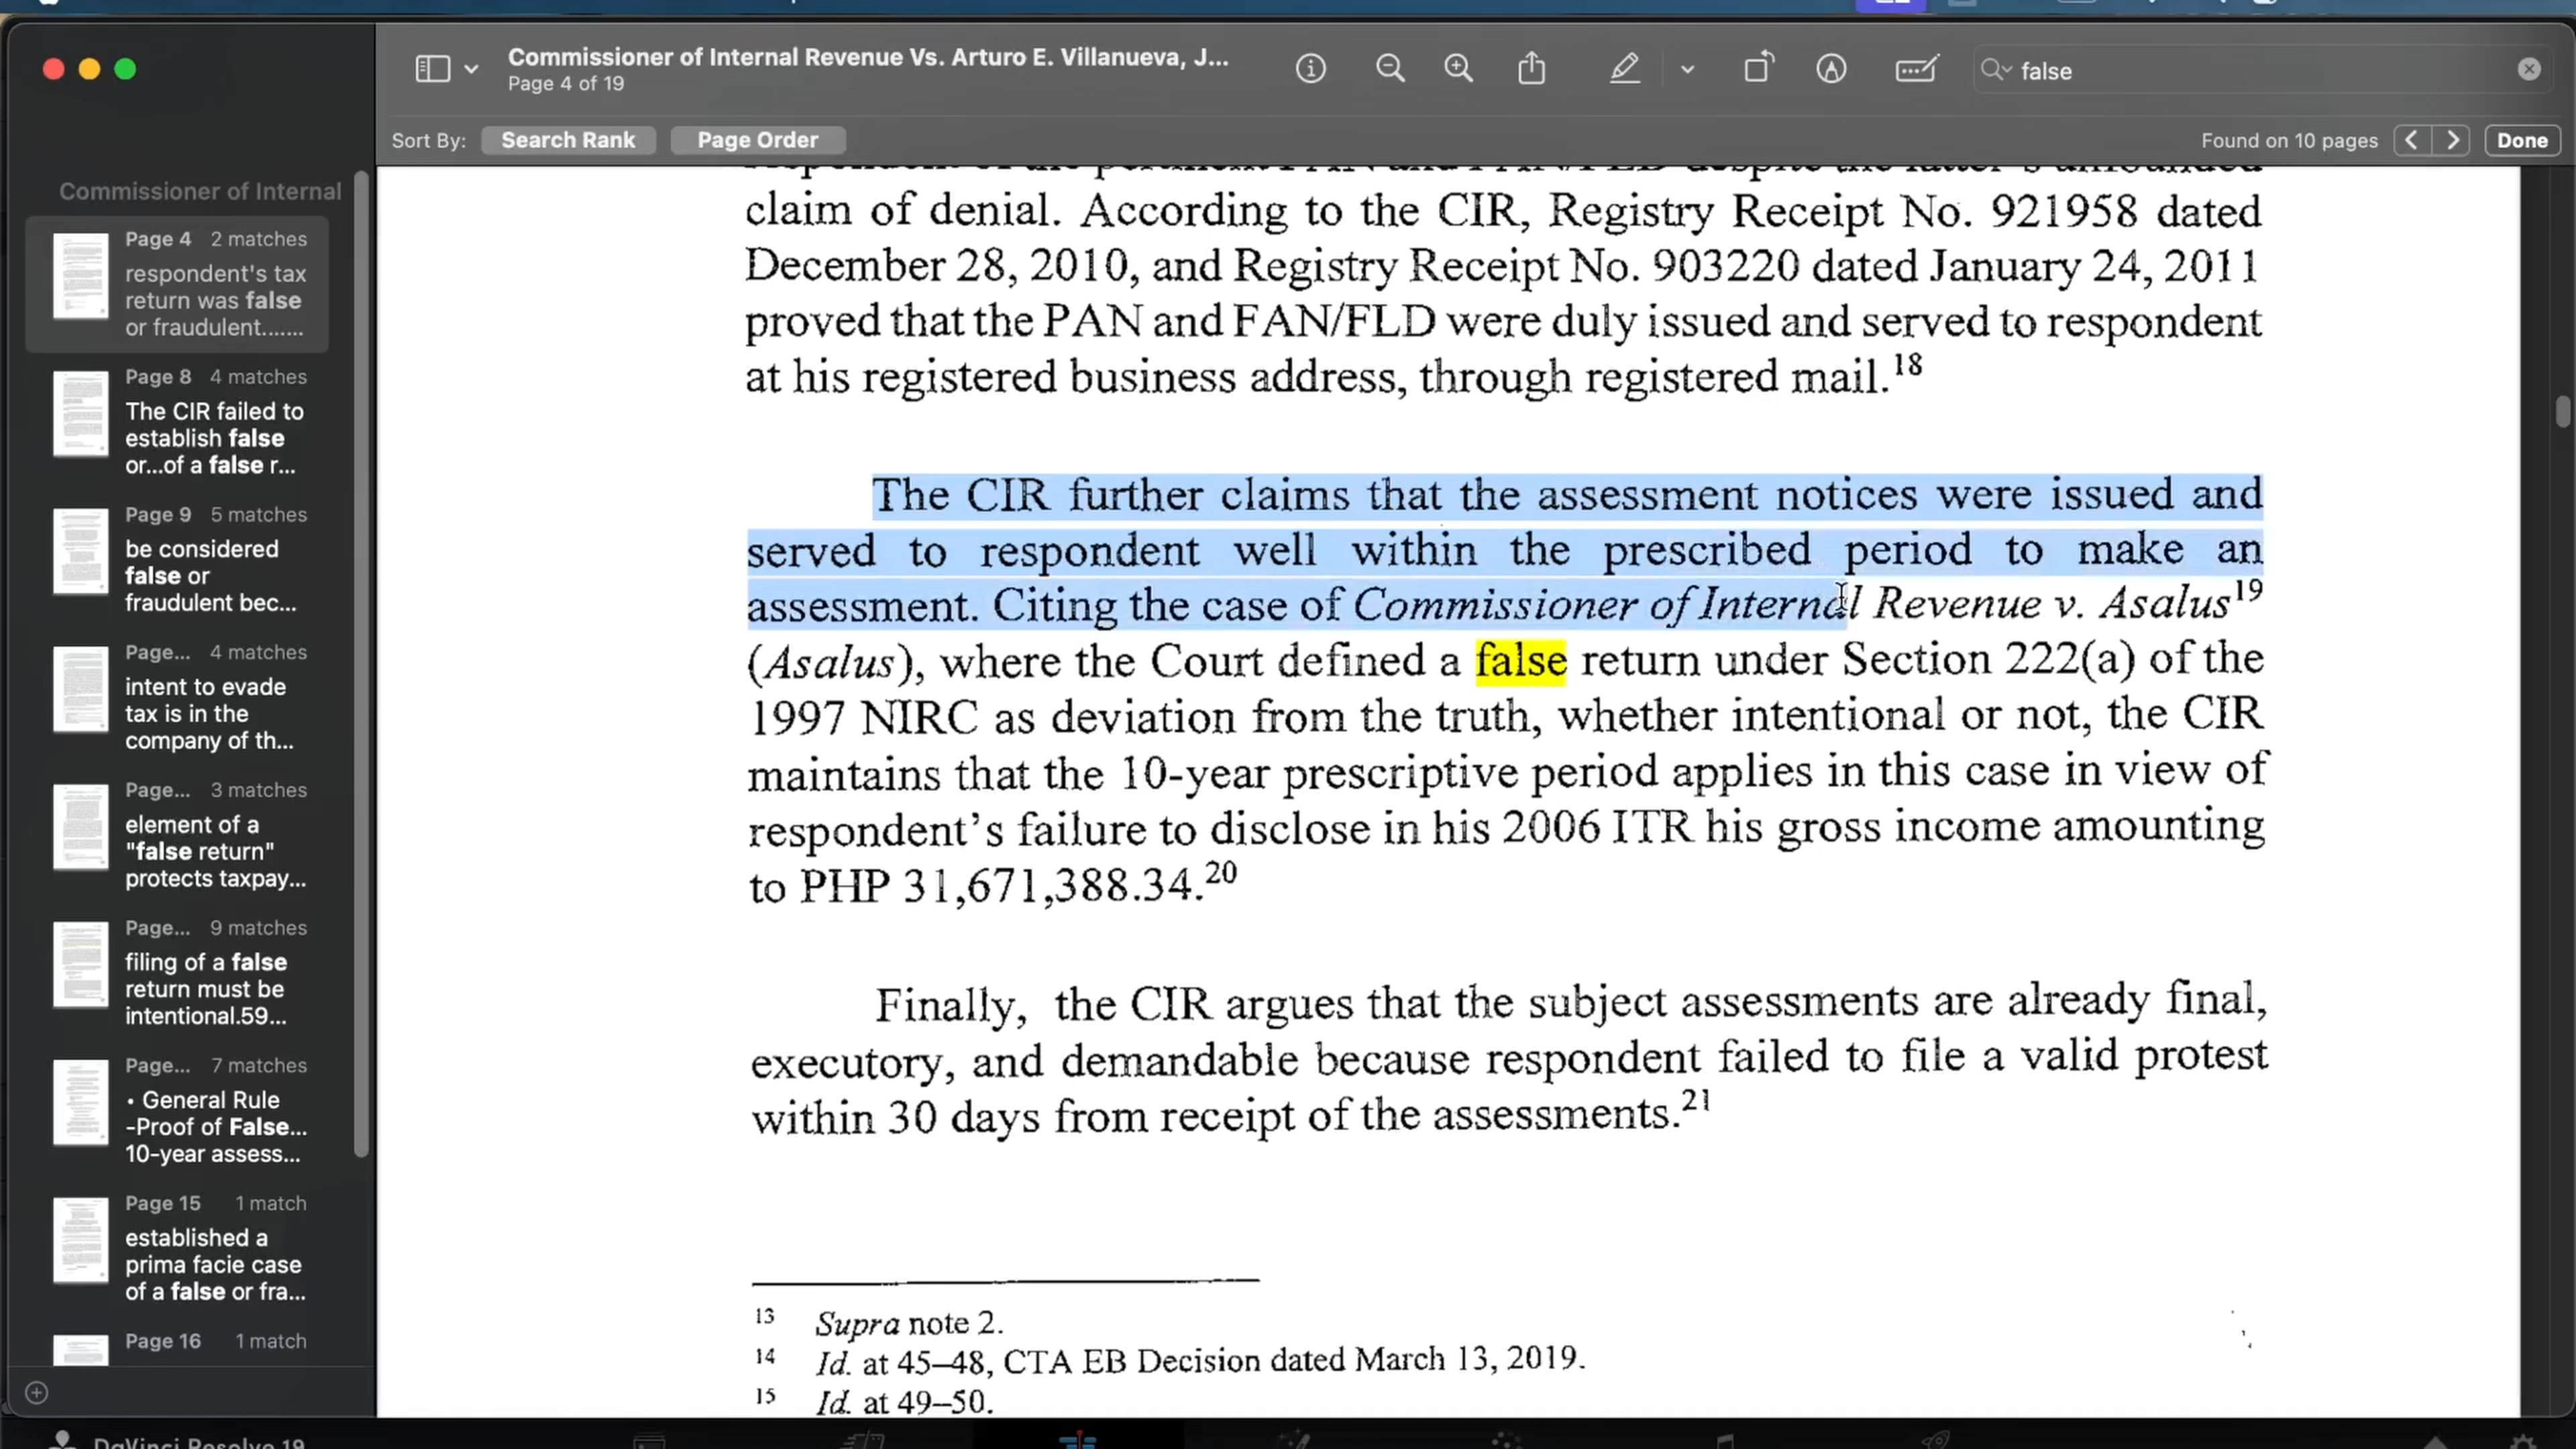 Commissioner of Internal Revenue Vs. Arturo E. Villanueva, J...
Page 4 of 19
false
Sort By:
Search Rank
Page Order
Found on 10 pages
Done
Commissioner of Internal
Page 4 2 matches
respondent's tax
return was false
or fraudulent.......
Page 8 4 matches
The CIR failed to
establish false
or...of a false r...
Page 9 5 matches
be considered
false or
fraudulent bec...
Page... 4 matches
intent to evade
tax is in the
company of th...
Page... 3 matches
element of a
"false return"
protects taxpay...
Page... 9 matches
filing of a false
return must be
intentional.59...
Page... 7 matches
• General Rule
-Proof of False...
10-year assess...
Page 15 1 match
established a
prima facie case
of a false or fra...
Page 16 1 match
claim of denial. According to the CIR, Registry Receipt No. 921958 dated
December 28, 2010, and Registry Receipt No. 903220 dated January 24, 2011
proved that the PAN and FAN/FLD were duly issued and served to respondent
at his registered business address, through registered mail.18
The CIR further claims that the assessment notices were issued and
served to respondent well within the prescribed period to make an
assessment. Citing the case of Commissioner of Internal Revenue v. Asalus19
(Asalus), where the Court defined a false return under Section 222(a) of the
1997 NIRC as deviation from the truth, whether intentional or not, the CIR
maintains that the 10-year prescriptive period applies in this case in view of
respondent's failure to disclose in his 2006 ITR his gross income amounting
to PHP 31,671,388.34.20
Finally, the CIR argues that the subject assessments are already final,
executory, and demandable because respondent failed to file a valid protest
within 30 days from receipt of the assessments.21
13 Supra note 2.
14 Id. at 45–48, CTA EB Decision dated March 13, 2019.
15 Id. at 49–50.
DaVinci Resolve 19